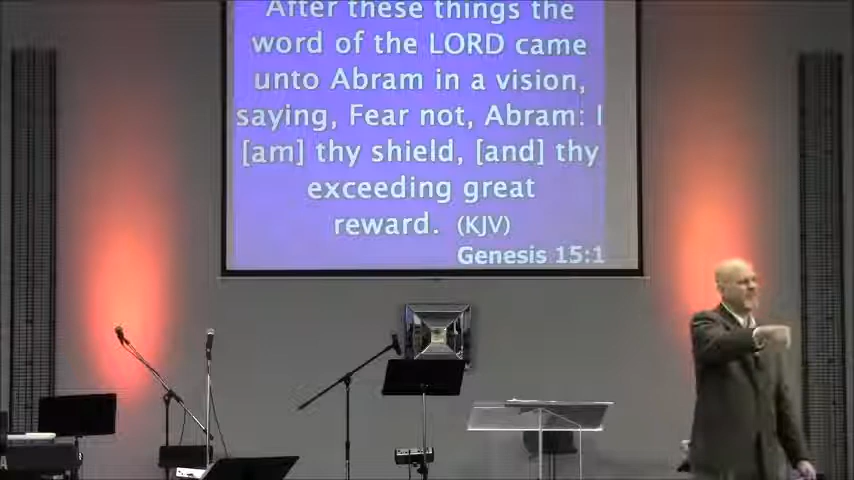 After these things the
word of the LORD came
unto Abram in a vision,
saying, Fear not, Abram: I
[am] thy shield, [and] thy
exceeding great
reward. (KJV)
Genesis 15:1